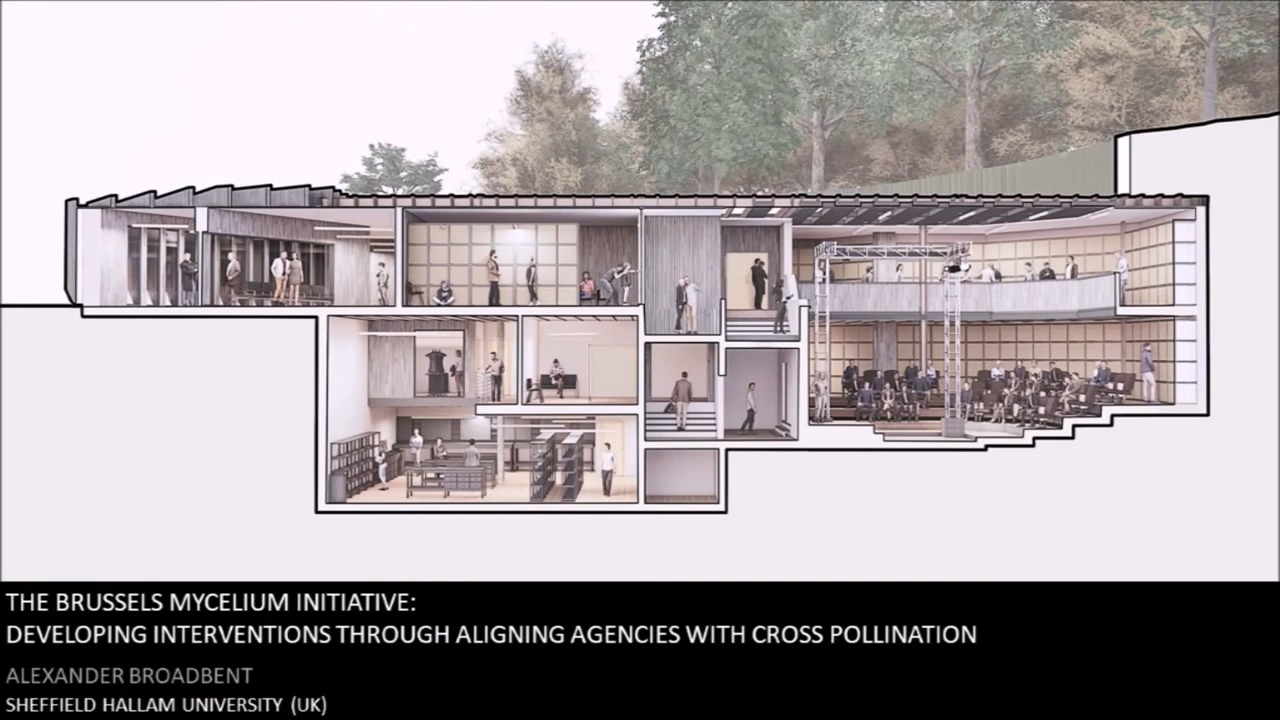 THE BRUSSELS MYCELIUM INITIATIVE:
DEVELOPING INTERVENTIONS THROUGH ALIGNING AGENCIES WITH CROSS POLLINATION
ALEXANDER BROADBENT
SHEFFIELD HALLAM UNIVERSITY (UK)